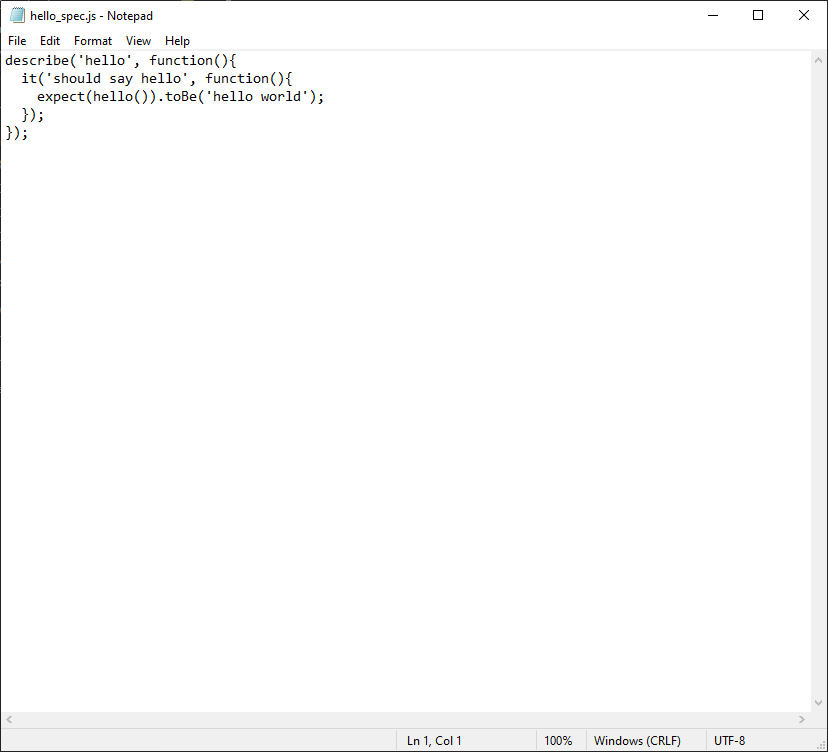 hello_spec.js - Notepad
File Edit Format View Help
describe('hello', function(){
  it('should say hello', function(){
    expect(hello()).toBe('hello world');
  });
});
Ln 1, Col 1 100% Windows (CRLF) UTF-8